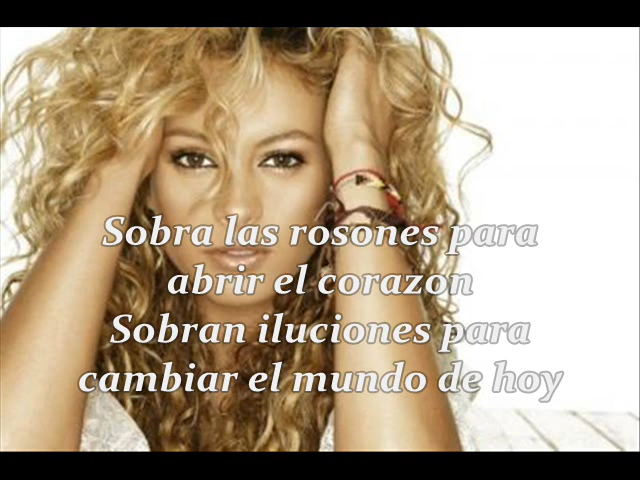 Sobra las rosones para
abrir el corazon
Sobran iluciones para
cambiar el mundo de hoy